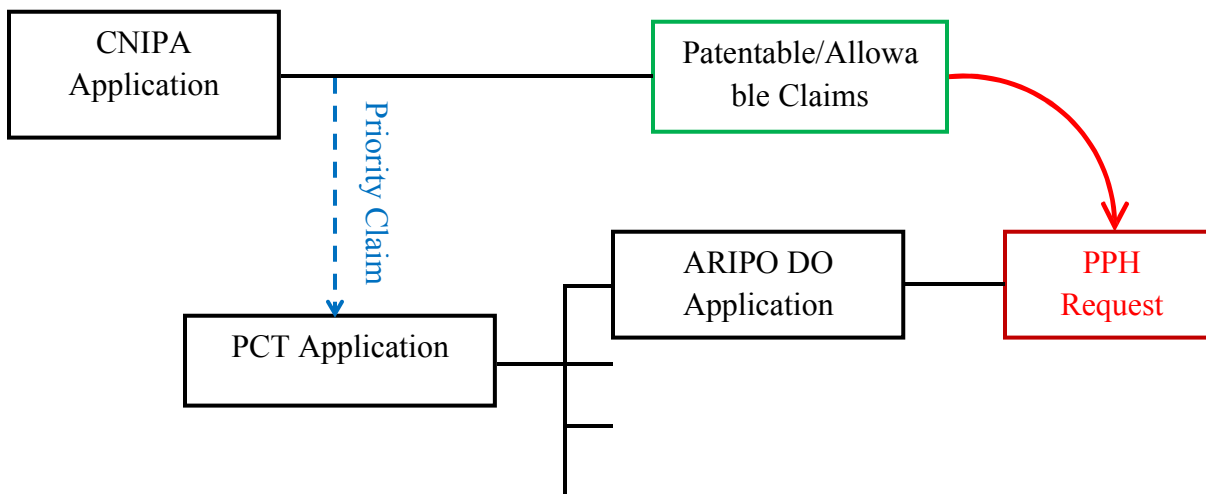 CNIPA
Application
Patentable/Allowa
ble Claims
Priority Claim
ARIPO DO
Application
PPH
Request
PCT Application